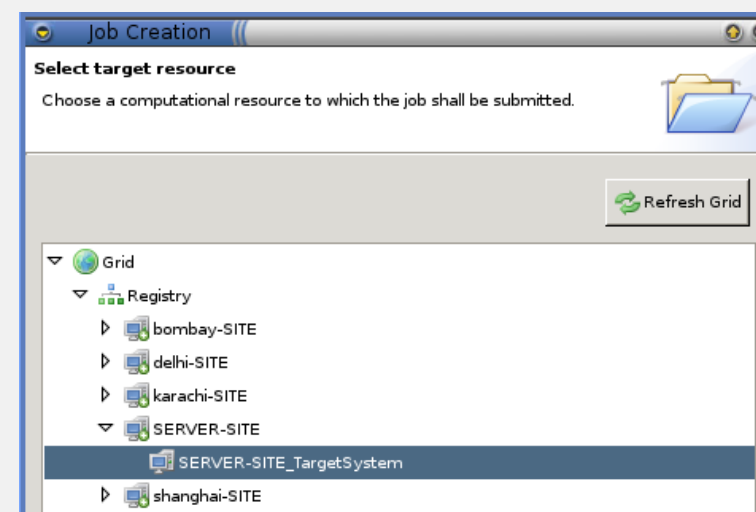 Job Creation
Select target resource
Choose a computational resource to which the job shall be submitted.
Refresh Grid
Grid
Registry
bombay-SITE
delhi-SITE
karachi-SITE
SERVER-SITE
SERVER-SITE_TargetSystem
shanghai-SITE